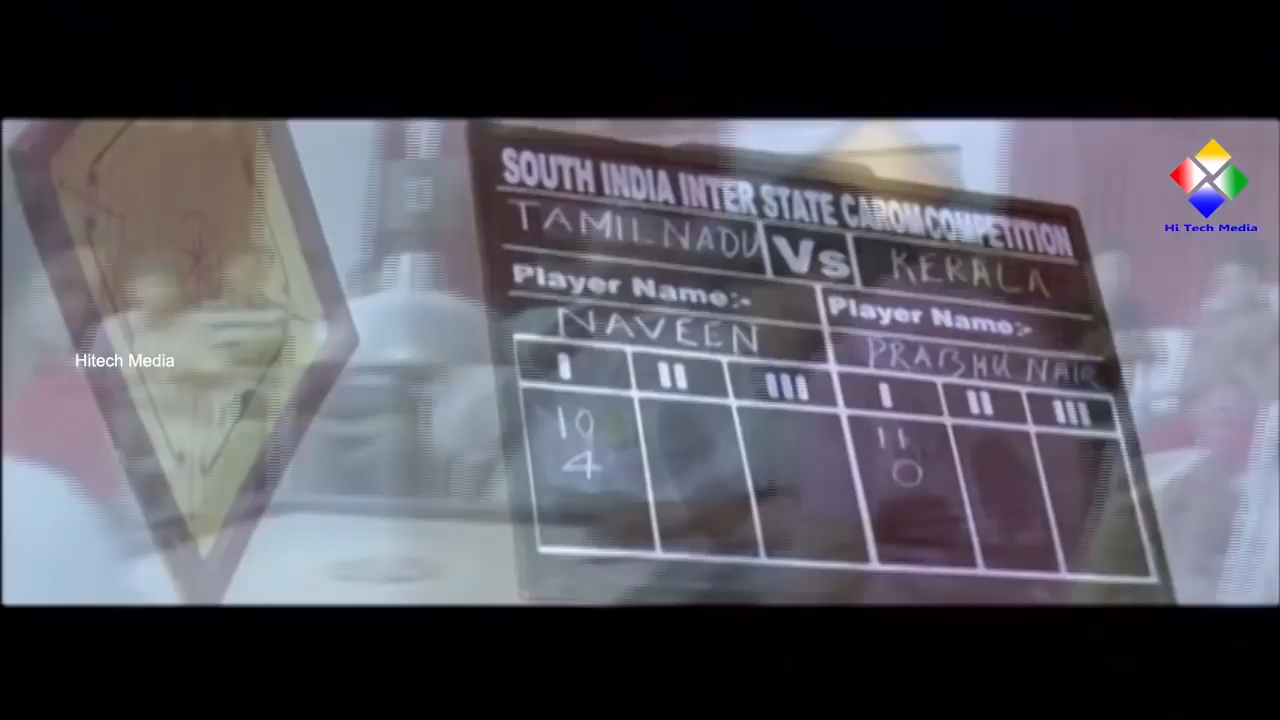 SOUTH INDIA INTER STATE CAROM COMPETITION
TAMILNADU Vs KERALA
Player Name:- Player Name:-
NAVEEN PRABHU NAIR
I II III I II III
10 11
4 0
Hitech Media
Hi Tech Media